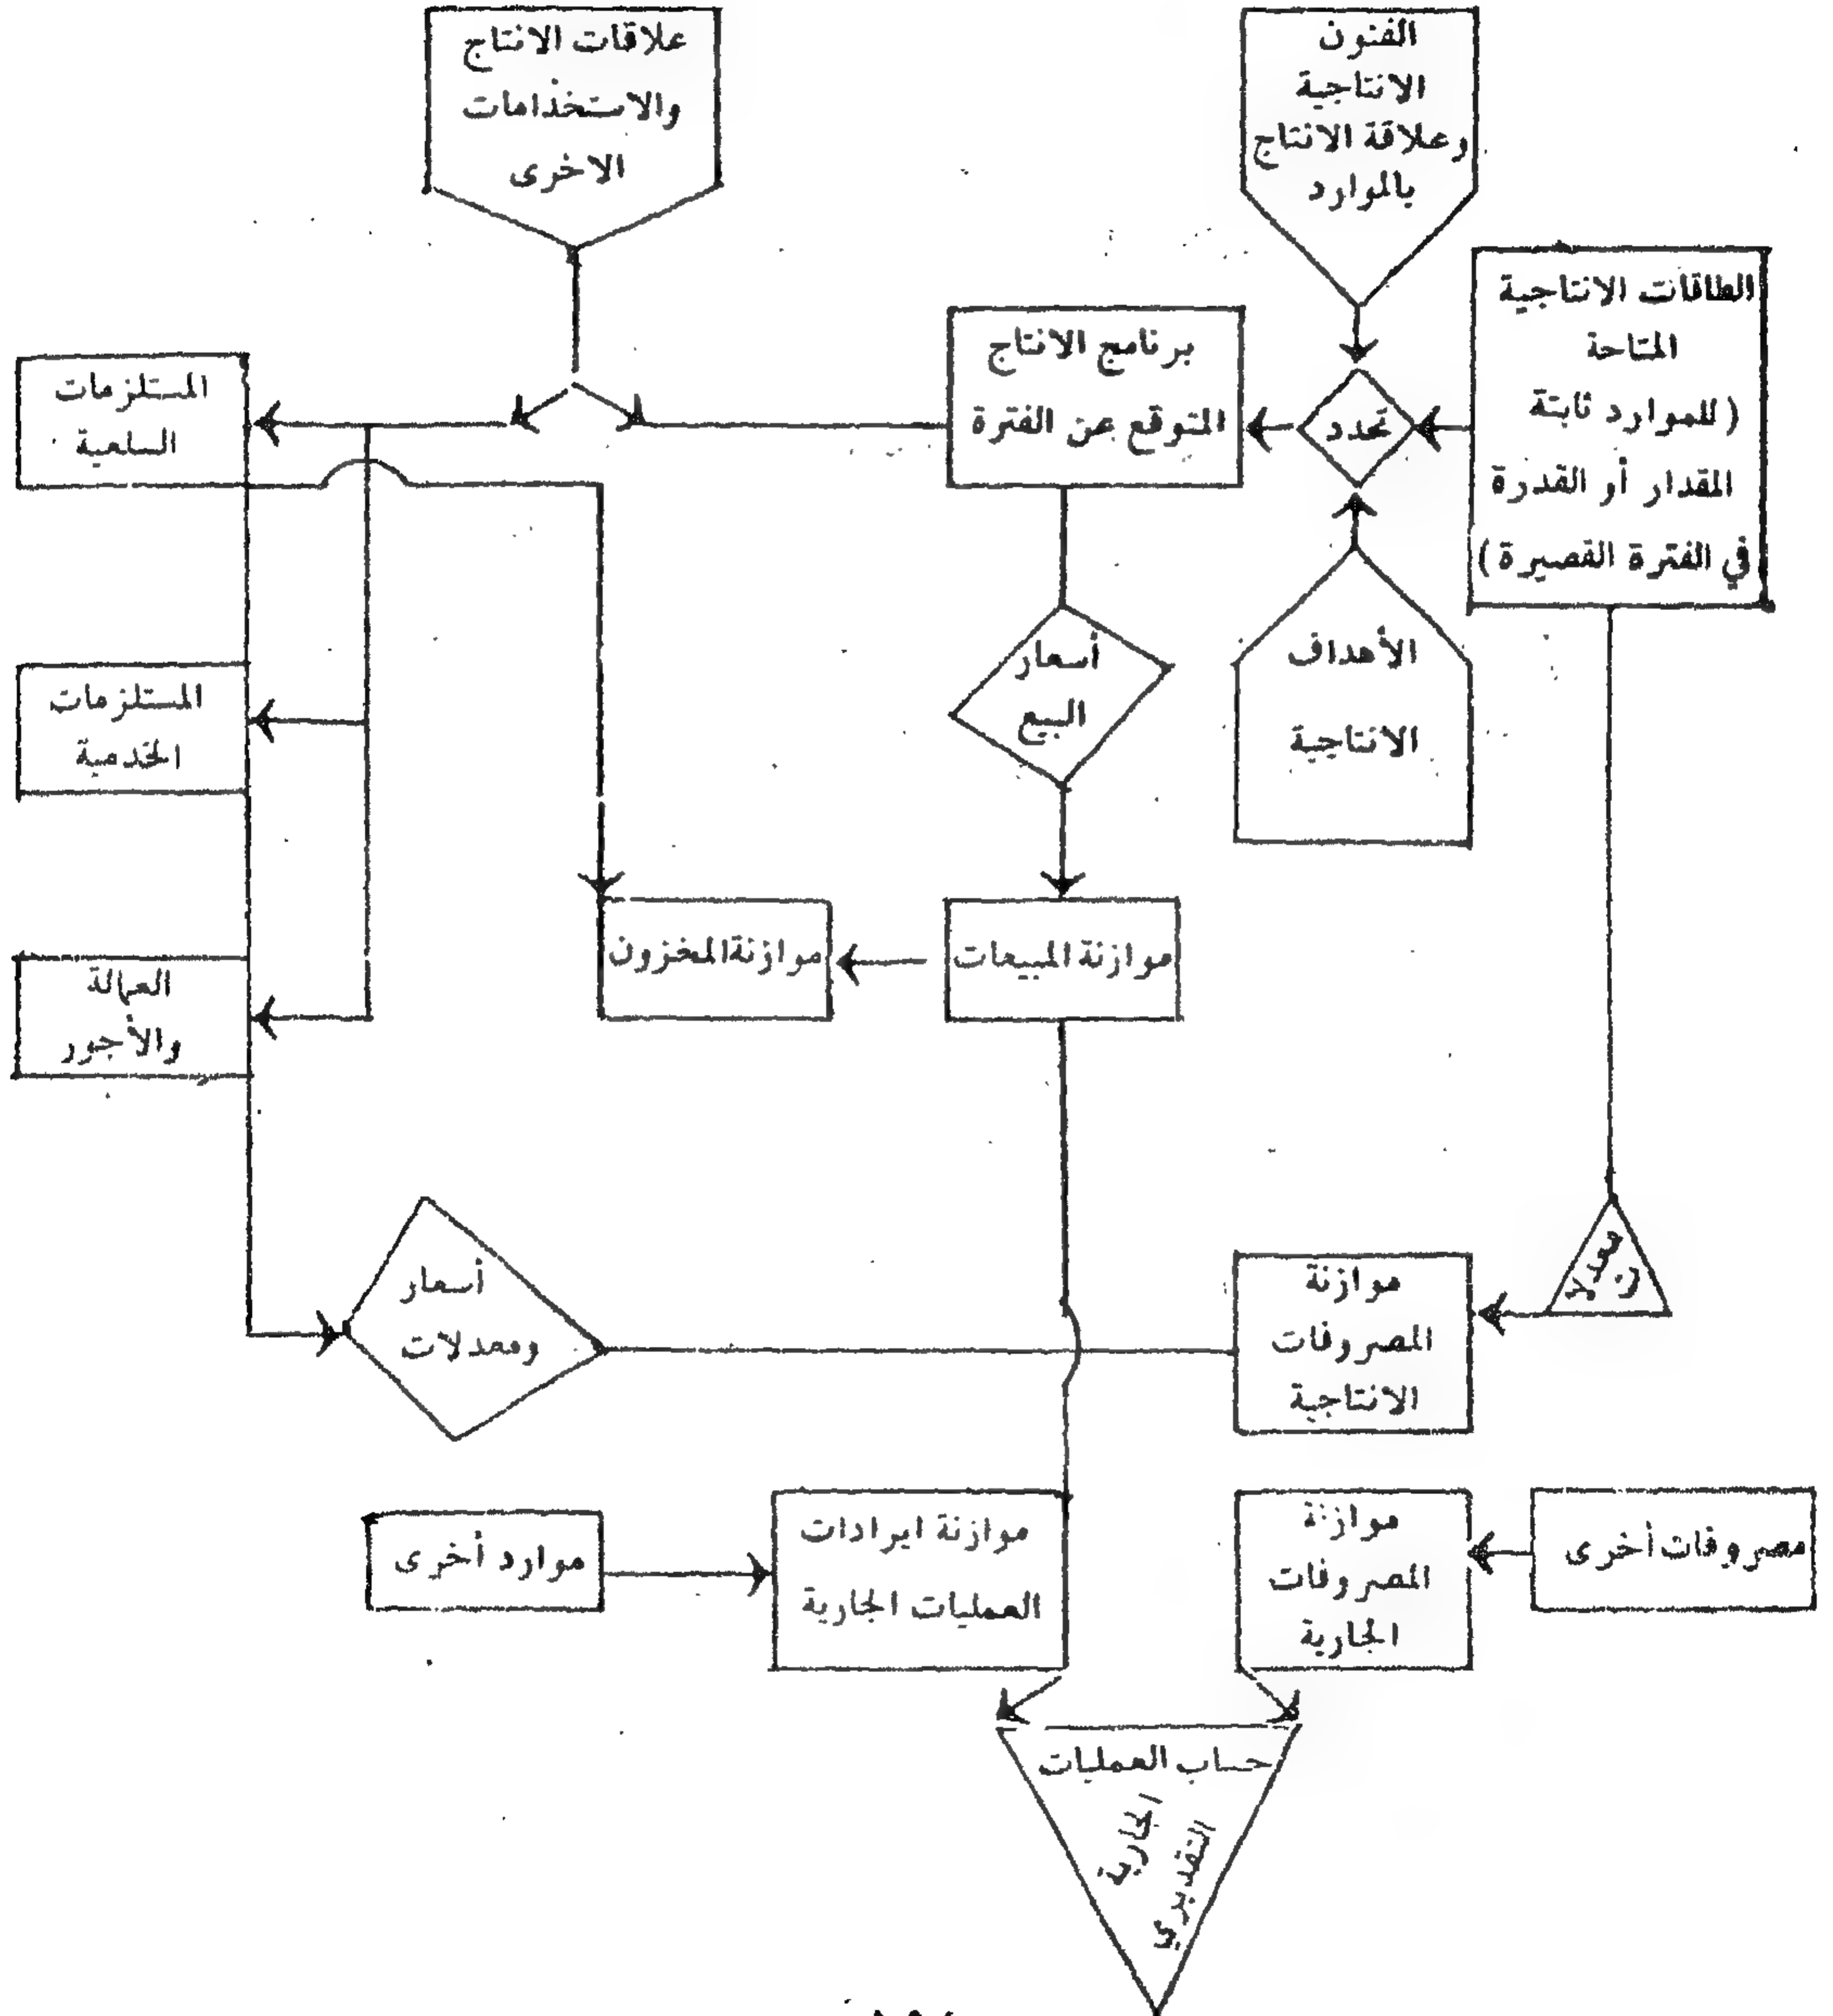 علاقات الانتاج
والاستخدامات
الاخرى
الفنون
الانتاجية
وعلاقة الانتاج
بالموارد
الطاقات الانتاجية
المتاحة
(للموارد ثابتة
المقدار أو القدرة
في الفترة القصيرة)
تحدد
برنامج الانتاج
المتوقع عن الفترة
المستلزمات
السلعية
الأهداف
الانتاجية
أسعار
البيع
المستلزمات
الخدمية
موازنة المبيعات
موازنة المخزون
العمالة
والأجور
موازنة
المصروفات
الانتاجية
أسعار
ومعدلات
مصروفات أخرى
موازنة
المصروفات
الجارية
موازنة ايرادات
العمليات الجارية
موارد أخرى
حساب العمليات
الجارية
التقديري